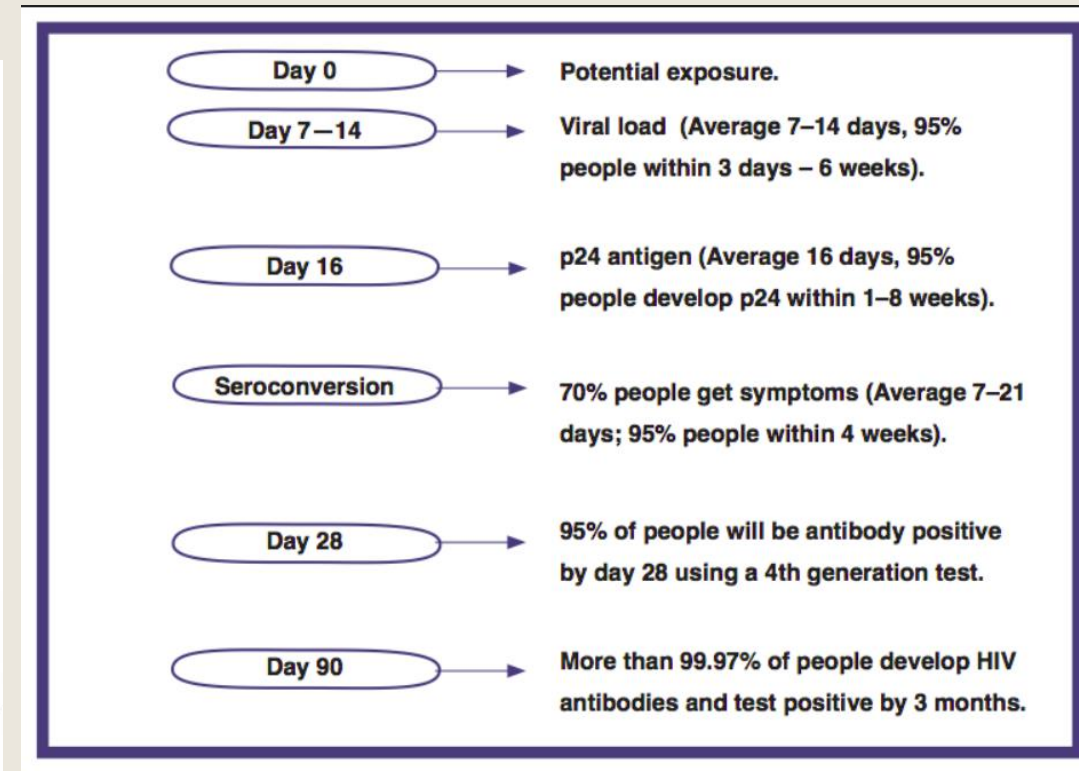 Day 0
Potential exposure.
Day 7–14
Viral load (Average 7–14 days, 95%
people within 3 days – 6 weeks).
Day 16
p24 antigen (Average 16 days, 95%
people develop p24 within 1–8 weeks).
Seroconversion
70% people get symptoms (Average 7–21
days; 95% people within 4 weeks).
Day 28
95% of people will be antibody positive
by day 28 using a 4th generation test.
Day 90
More than 99.97% of people develop HIV
antibodies and test positive by 3 months.